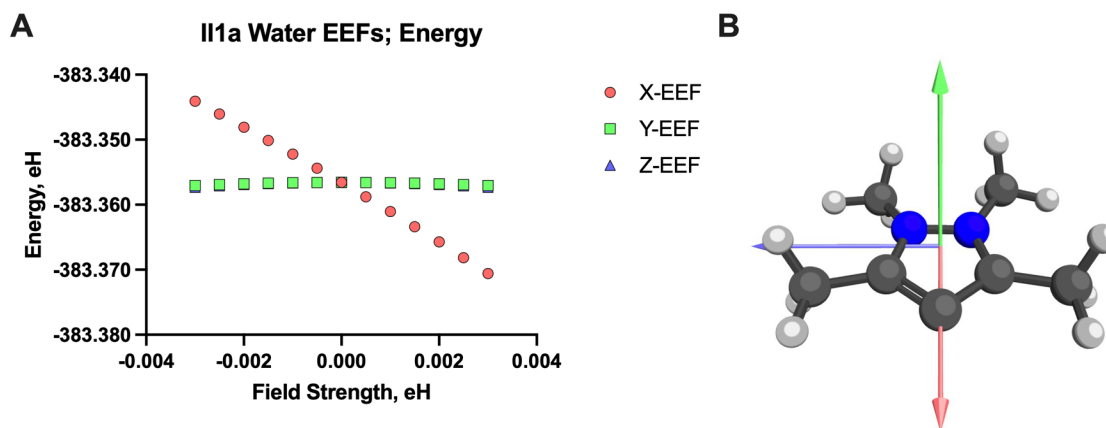 A
Il1a Water EEFs; Energy
-383.340
-383.350
-383.360
-383.370
-383.380
Energy, eH
-0.004
-0.002
0.000
0.002
0.004
Field Strength, eH
X-EEF
Y-EEF
Z-EEF
B